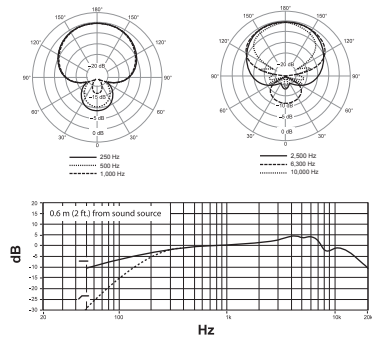 180°
150°
120°
90°
60°
30°
0
30°
60°
90°
120°
150°
–20 dB
–15 dB
–10 dB
–5 dB
0 dB
250 Hz
500 Hz
1,000 Hz
180°
150°
120°
90°
60°
30°
0
30°
60°
90°
120°
150°
–20 dB
–10 dB
–5 dB
0 dB
2,500 Hz
6,300 Hz
10,000 Hz
0.6 m (2 ft.) from sound source
dB
20
15
10
5
0
-5
-10
-15
-20
-25
-30
20
100
1k
10k
20k
Hz